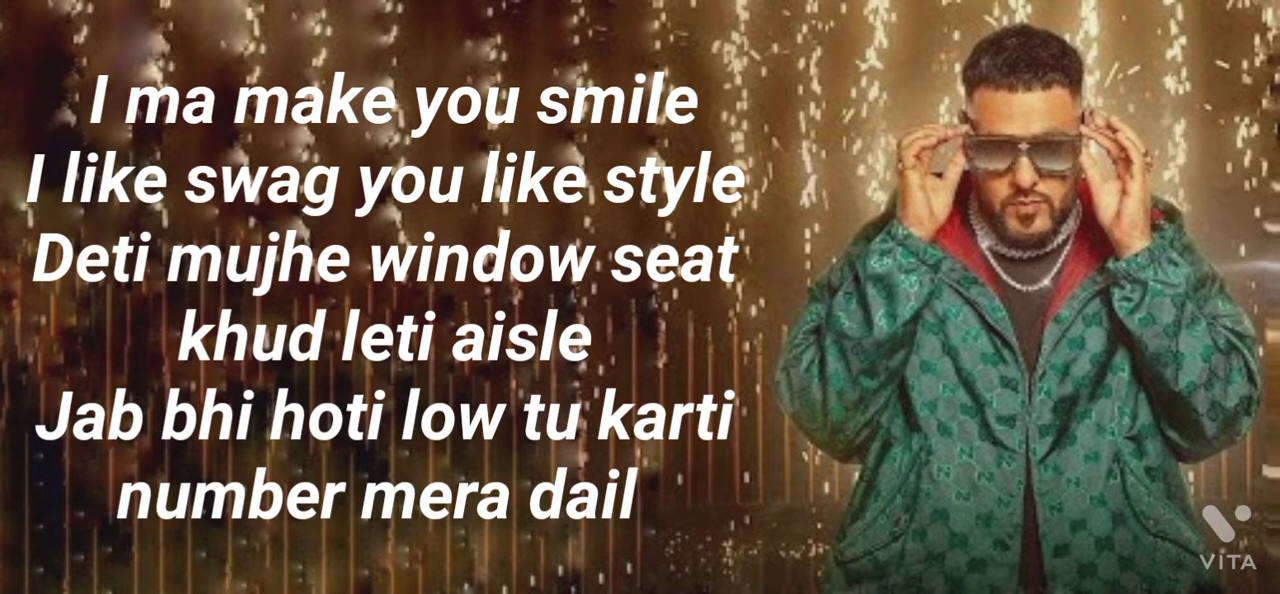 I ma make you smile
I like swag you like style
Deti mujhe window seat
khud leti aisle
Jab bhi hoti low tu karti
number mera dail
VITA